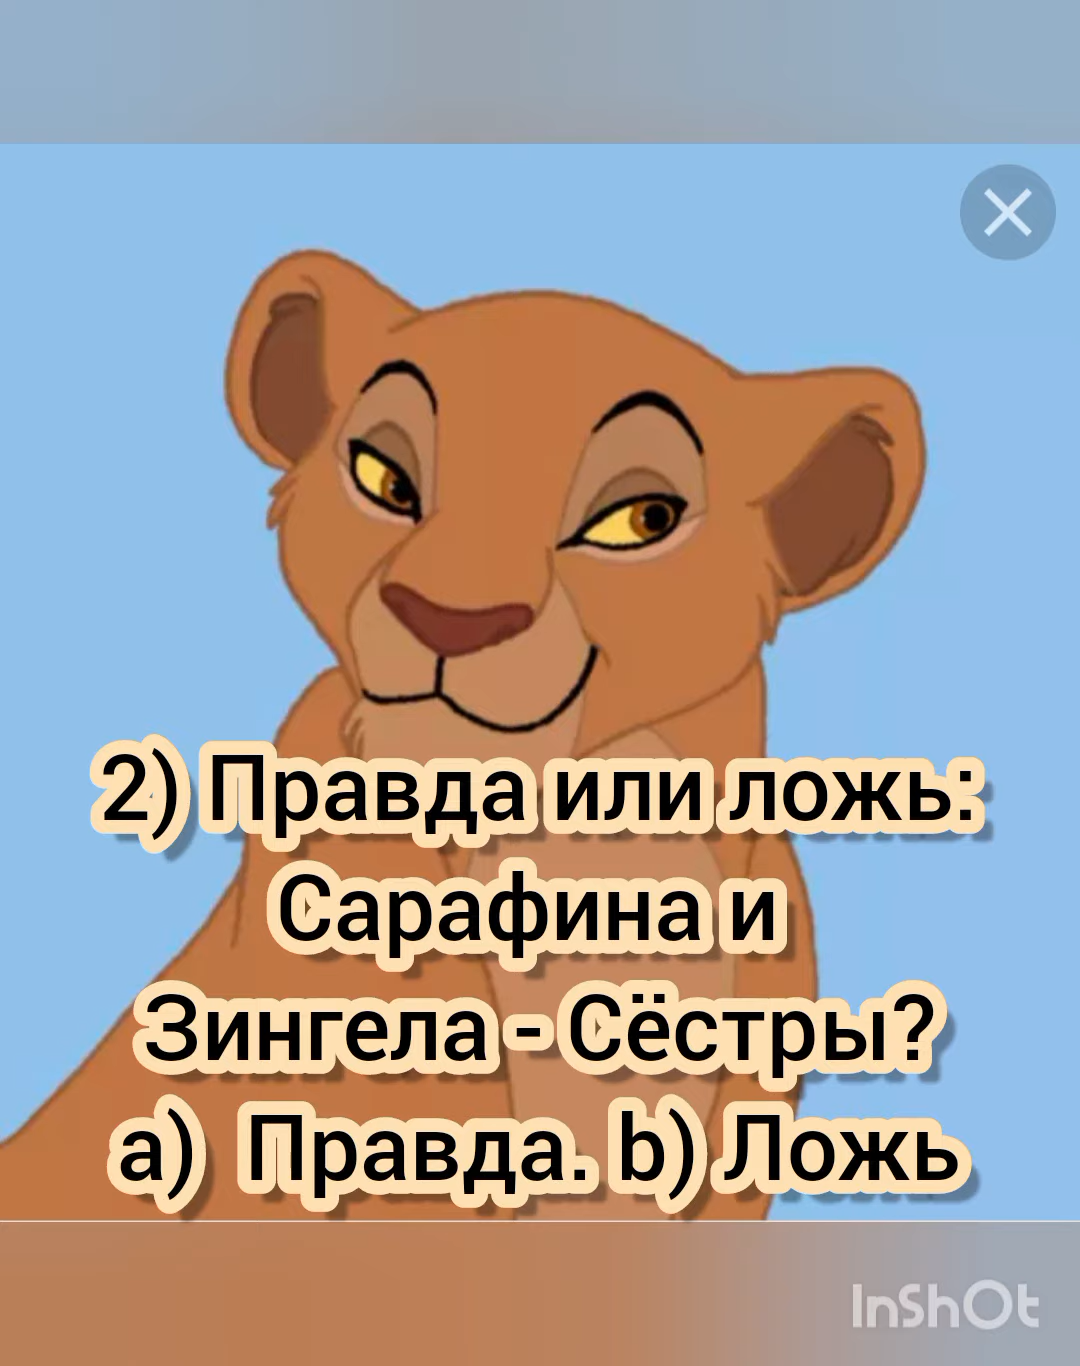 2) Правда или ложь:
Сарафина и
Зингела - Сёстры?
a) Правда. b) Ложь
InShOt